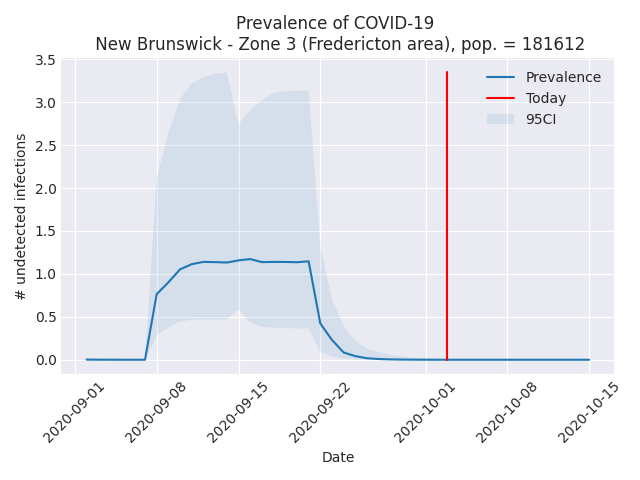 Prevalence of COVID-19
New Brunswick - Zone 3 (Fredericton area), pop. = 181612
3.5
3.0
2.5
2.0
1.5
1.0
0.5
0.0
# undetected infections
Prevalence
Today
95CI
2020-09-01
2020-09-08
2020-09-15
2020-09-22
2020-10-01
2020-10-08
2020-10-15
Date